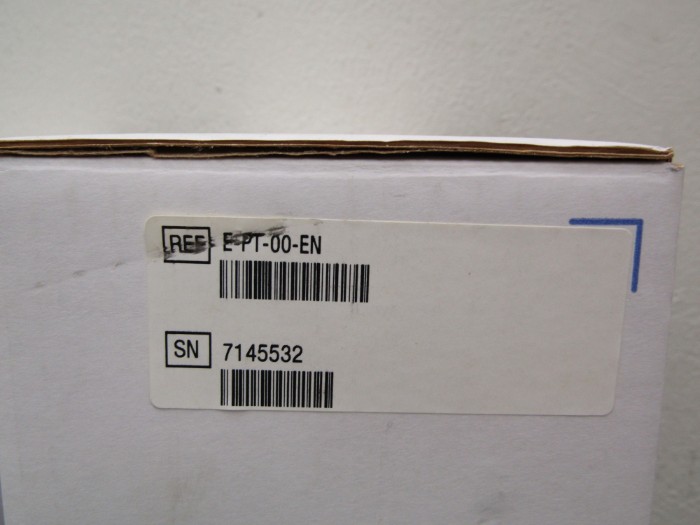 REF E-PT-00-EN
SN 7145532